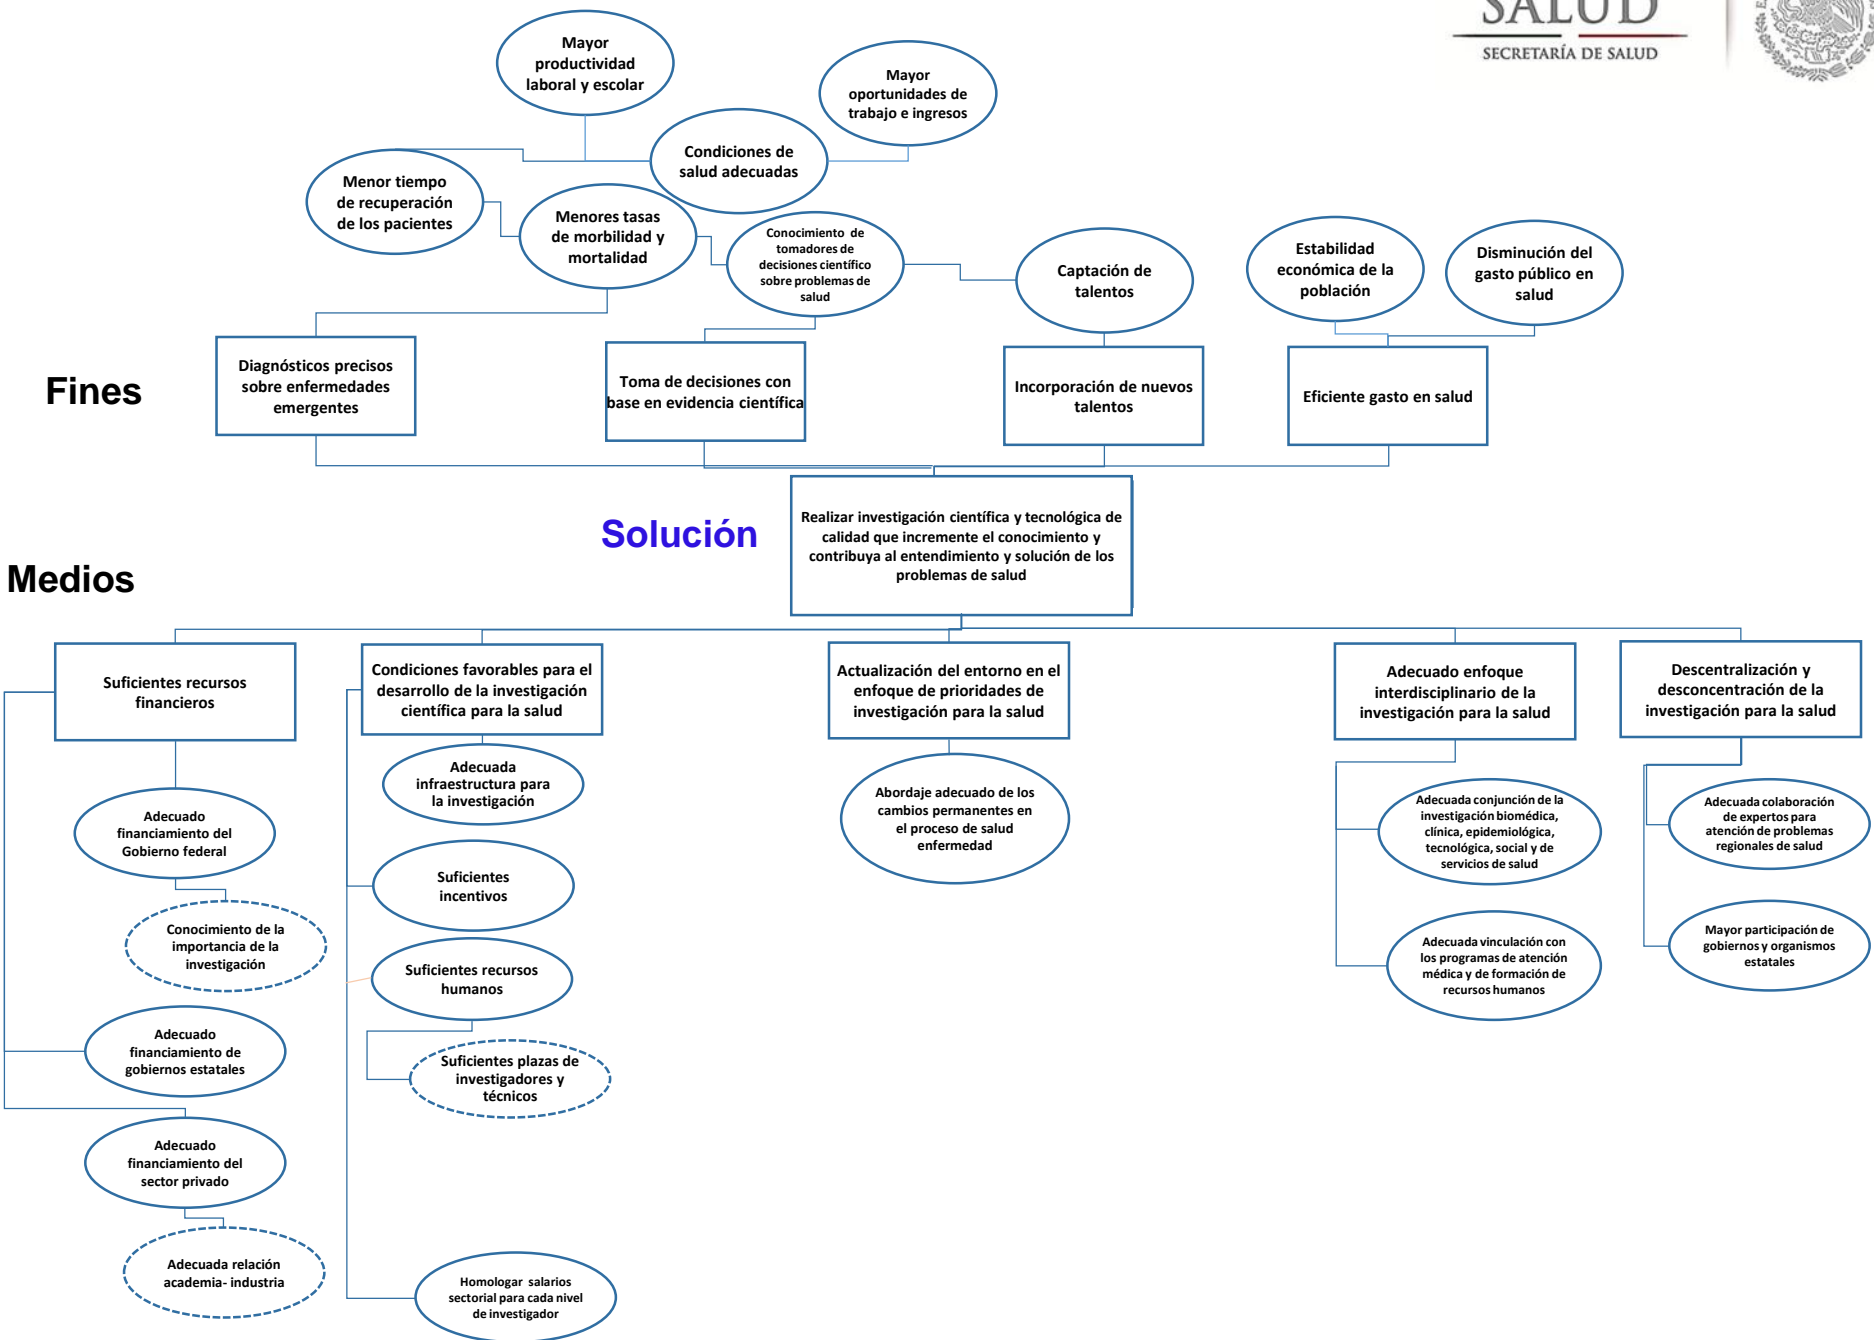 SALUD
SECRETARÍA DE SALUD
Mayor
productividad
laboral y escolar
Mayor
oportunidades de
trabajo e ingresos
Condiciones de
salud adecuadas
Menor tiempo
de recuperación
de los pacientes
Menores tasas
de morbilidad y
mortalidad
Conocimiento de
tomadores de
decisiones científico
sobre problemas de
salud
Captación de
talentos
Estabilidad
económica de la
población
Disminución del
gasto público en
salud
Fines
Diagnósticos precisos
sobre enfermedades
emergentes
Toma de decisiones con
base en evidencia científica
Incorporación de nuevos
talentos
Eficiente gasto en salud
Solución
Realizar investigación científica y tecnológica de
calidad que incremente el conocimiento y
contribuya al entendimiento y solución de los
problemas de salud
Medios
Suficientes recursos
financieros
Condiciones favorables para el
desarrollo de la investigación
científica para la salud
Actualización del entorno en el
enfoque de prioridades de
investigación para la salud
Adecuado enfoque
interdisciplinario de la
investigación para la salud
Descentralización y
desconcentración de la
investigación para la salud
Adecuado
financiamiento del
Gobierno federal
Conocimiento de la
importancia de la
investigación
Adecuado
financiamiento de
gobiernos estatales
Adecuado
financiamiento del
sector privado
Adecuada relación
academia- industria
Adecuada
infraestructura para
la investigación
Suficientes
incentivos
Suficientes recursos
humanos
Suficientes plazas de
investigadores y
técnicos
Homologar salarios
sectorial para cada nivel
de investigador
Abordaje adecuado de los
cambios permanentes en
el proceso de salud
enfermedad
Adecuada conjunción de la
investigación biomédica,
clínica, epidemiológica,
tecnológica, social y de
servicios de salud
Adecuada vinculación con
los programas de atención
médica y de formación de
recursos humanos
Adecuada colaboración
de expertos para
atención de problemas
regionales de salud
Mayor participación de
gobiernos y organismos
estatales